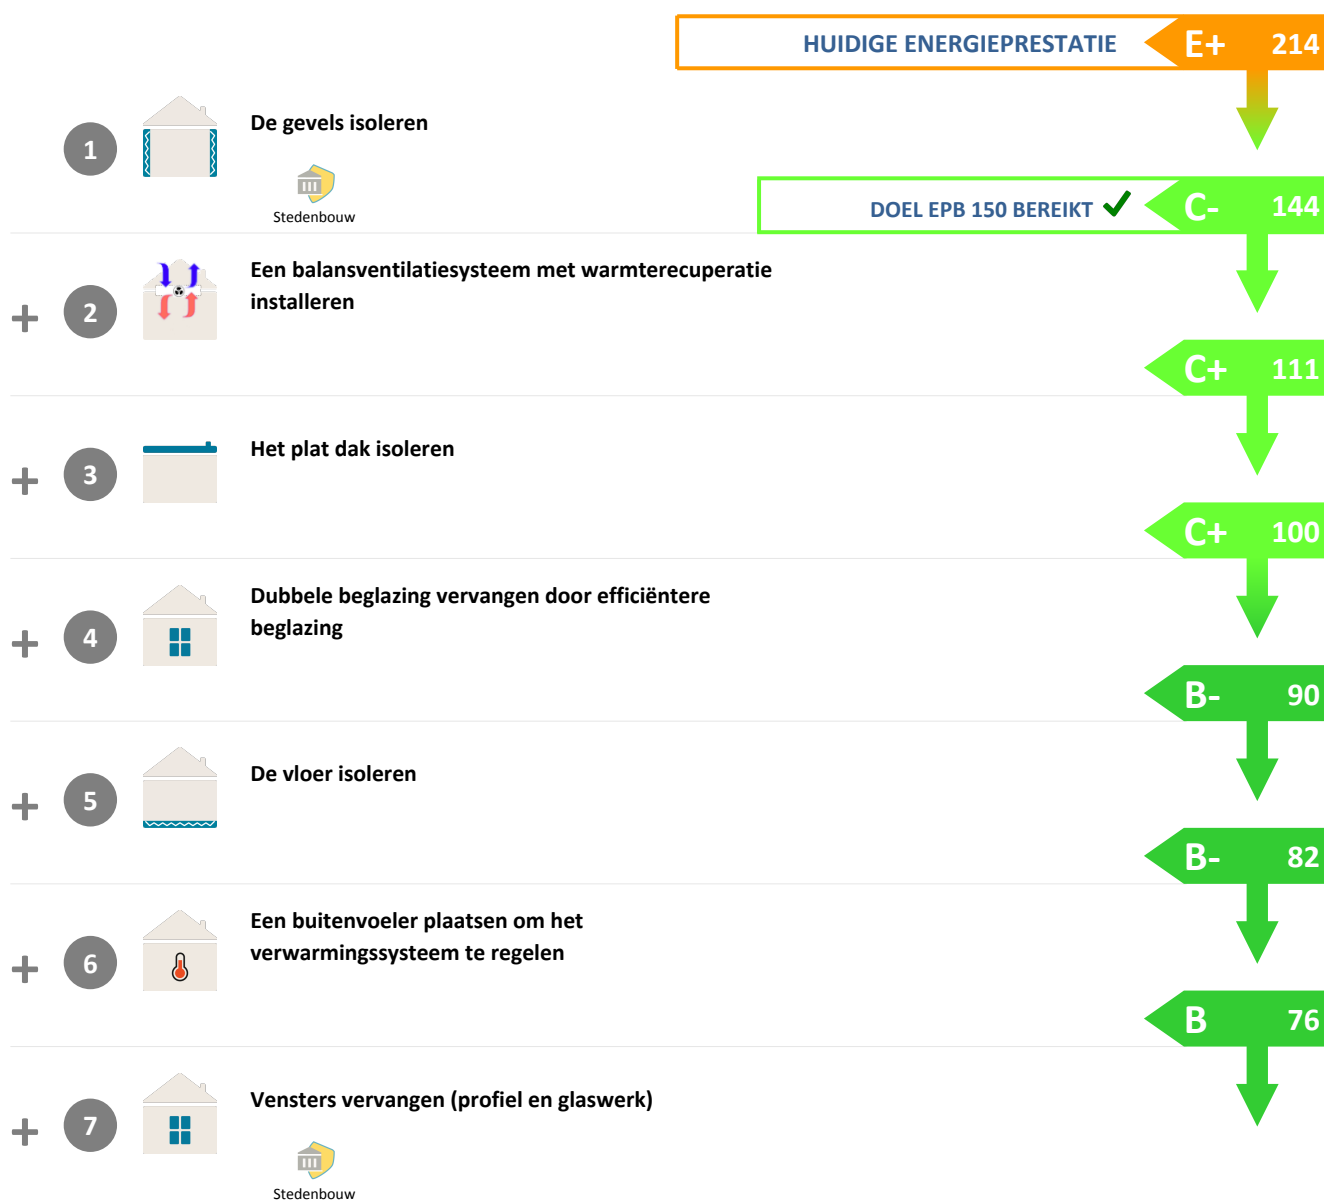 HUIDIGE ENERGIEPRESTATIE E+ 214
1 De gevels isoleren
Stedenbouw
DOEL EPB 150 BEREIKT ✔ C- 144
+ 2 Een balansventilatiesysteem met warmterecuperatie
installeren
C+ 111
+ 3 Het plat dak isoleren
C+ 100
+ 4 Dubbele beglazing vervangen door efficiëntere
beglazing
B- 90
+ 5 De vloer isoleren
B- 82
+ 6 Een buitenvoeler plaatsen om het
verwarmingssysteem te regelen
B 76
+ 7 Vensters vervangen (profiel en glaswerk)
Stedenbouw